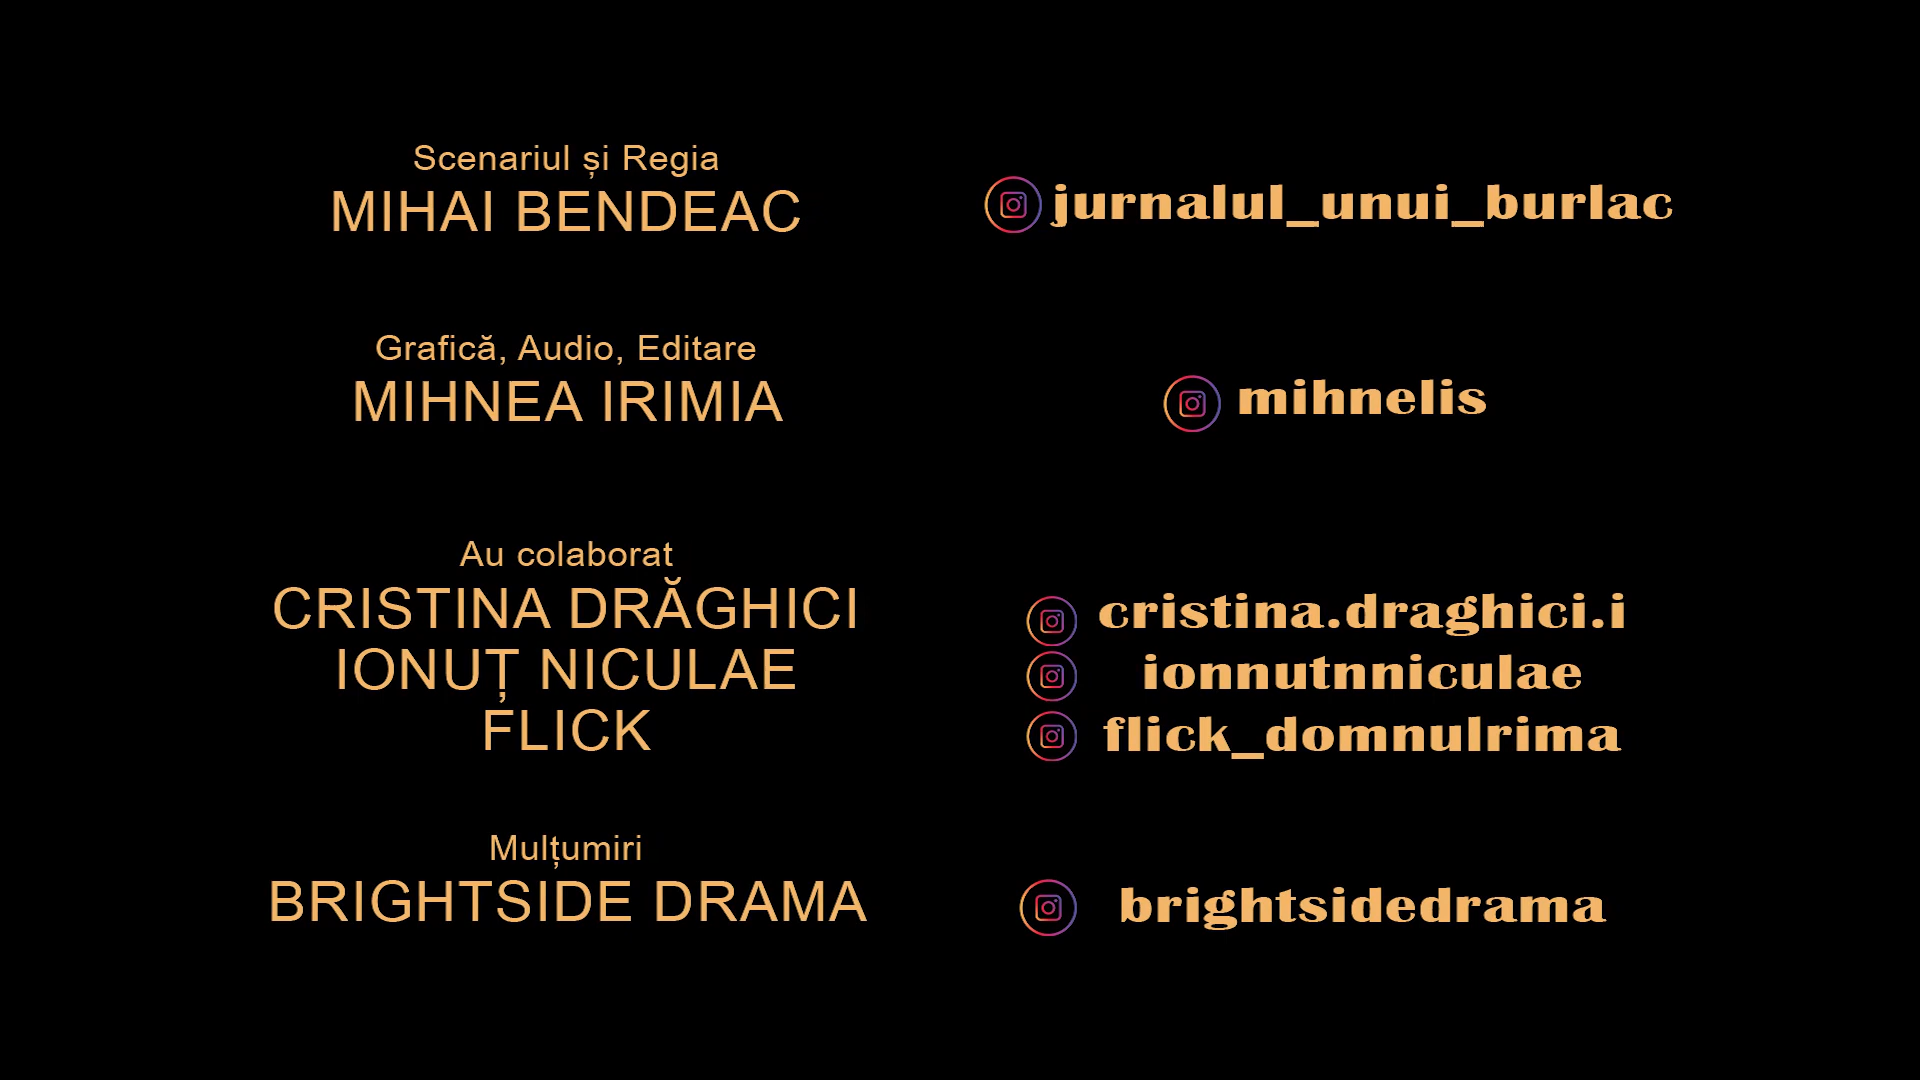 Scenariul și Regia
MIHAI BENDEAC
jurnalul_unui_burlac
Grafică, Audio, Editare
MIHNEA IRIMIA
mihnelis
Au colaborat
CRISTINA DRĂGHICI
cristina.draghici.i
IONUȚ NICULAE
ionnutnniculae
FLICK
flick_domnulrima
Mulțumiri
BRIGHTSIDE DRAMA
brightsidedrama